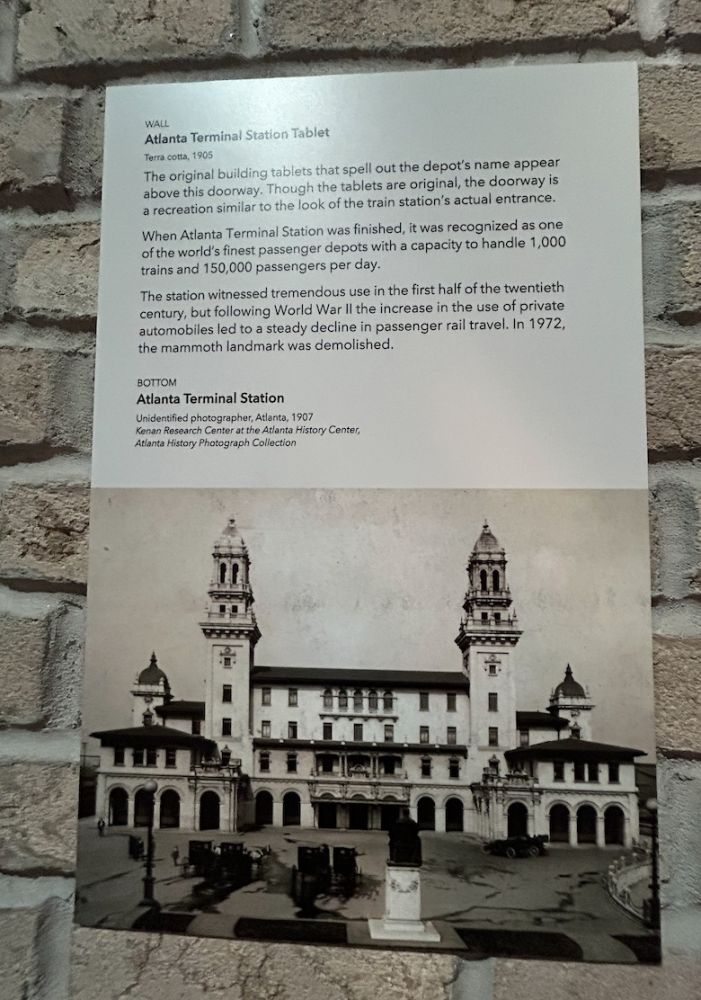 WALL
Atlanta Terminal Station Tablet
Terra cotta, 1905
The original building tablets that spell out the depot's name appear
above this doorway. Though the tablets are original, the doorway is
a recreation similar to the look of the train station's actual entrance.
When Atlanta Terminal Station was finished, it was recognized as one
of the world's finest passenger depots with a capacity to handle 1,000
trains and 150,000 passengers per day.
The station witnessed tremendous use in the first half of the twentieth
century, but following World War II the increase in the use of private
automobiles led to a steady decline in passenger rail travel. In 1972,
the mammoth landmark was demolished.
BOTTOM
Atlanta Terminal Station
Unidentified photographer, Atlanta, 1907
Kenan Research Center at the Atlanta History Center,
Atlanta History Photograph Collection